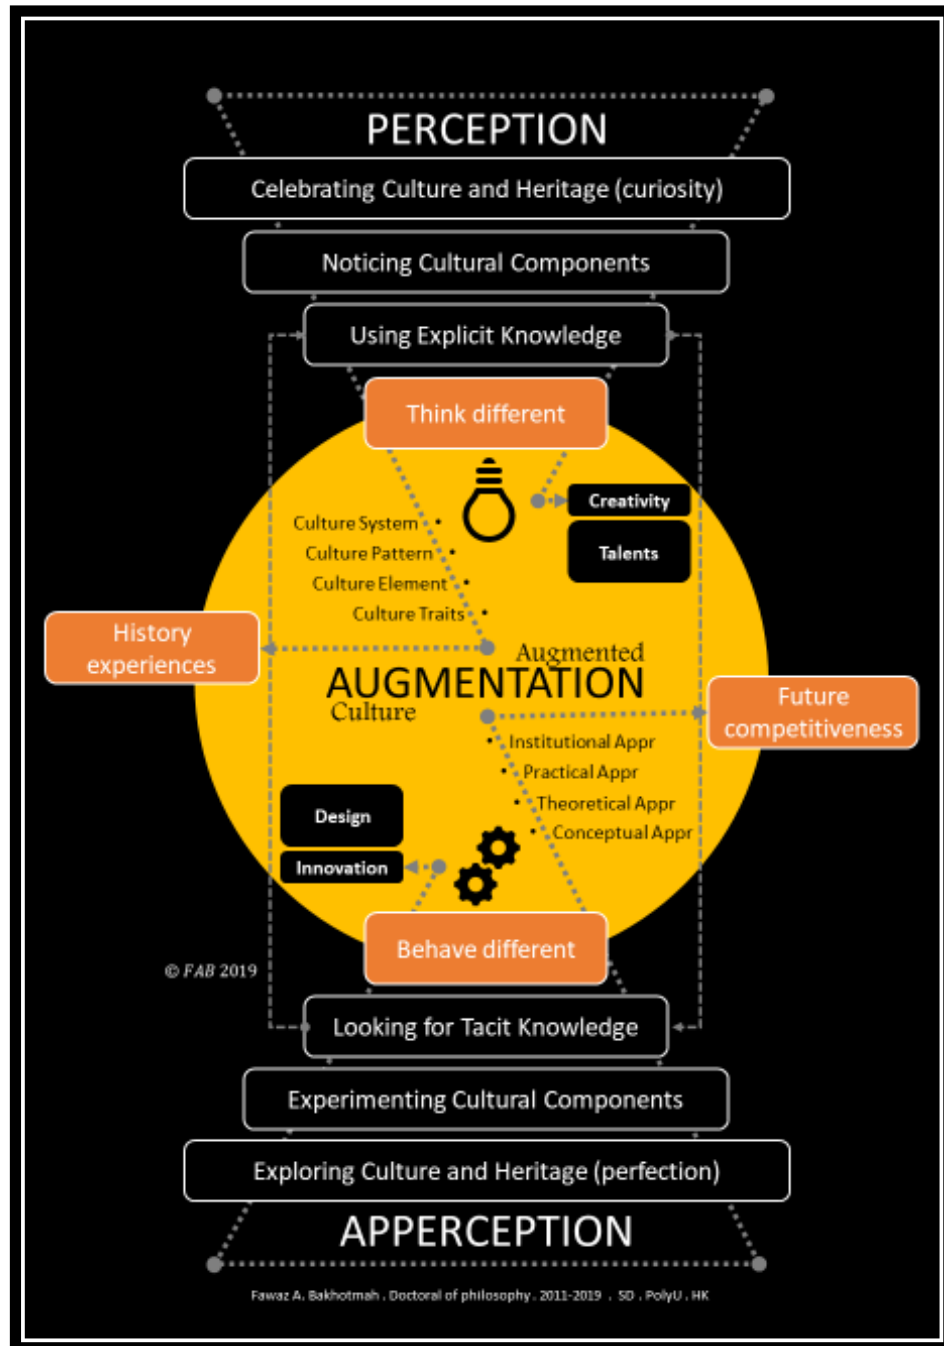 PERCEPTION
Celebrating Culture and Heritage (curiosity)
Noticing Cultural Components
Using Explicit Knowledge
Think different
Creativity
Talents
Culture System •
Culture Pattern •
Culture Element •
Culture Traits •
History
experiences
Augmented
AUGMENTATION
Culture
Future
competitiveness
• Institutional Appr
• Practical Appr
• Theoretical Appr
• Conceptual Appr
Design
Innovation
Behave different
© FAB 2019
Looking for Tacit Knowledge
Experimenting Cultural Components
Exploring Culture and Heritage (perfection)
APPERCEPTION
Fawaz A. Bakhotmah . Doctoral of philosophy . 2011-2019 . SD . PolyU . HK